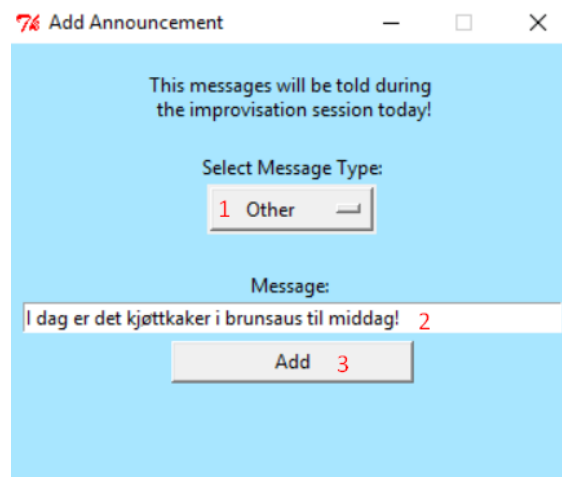 Add Announcement
This messages will be told during
the improvisation session today!
Select Message Type:
1 Other
Message:
I dag er det kjøttkaker i brunsaus til middag! 2
Add 3